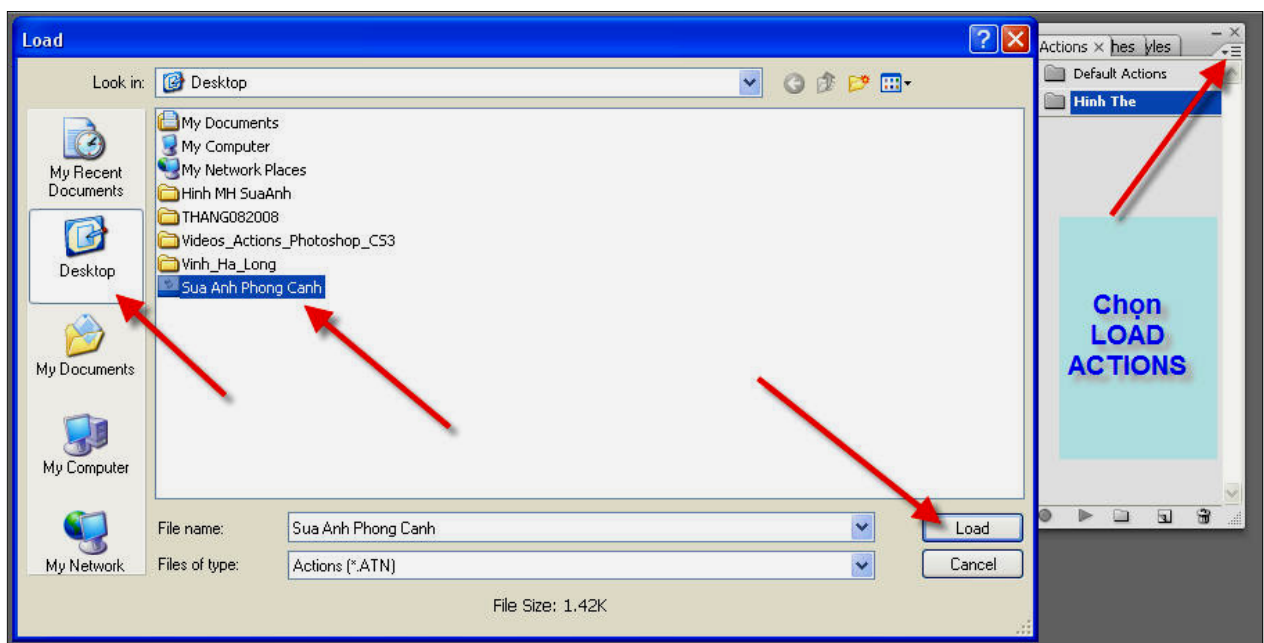 Load
Look in:
Desktop
My Recent
Documents
Desktop
My Documents
My Computer
My Network
My Documents
My Computer
My Network Places
Hinh MH SuaAnh
THANG082008
Videos_Actions_Photoshop_CS3
Vinh_Ha_Long
Sua Anh Phong Canh
File name:
Sua Anh Phong Canh
Load
Files of type:
Actions (*.ATN)
Cancel
File Size: 1.42K
Actions × hes yles
Default Actions
Hinh The
Chọn
LOAD
ACTIONS